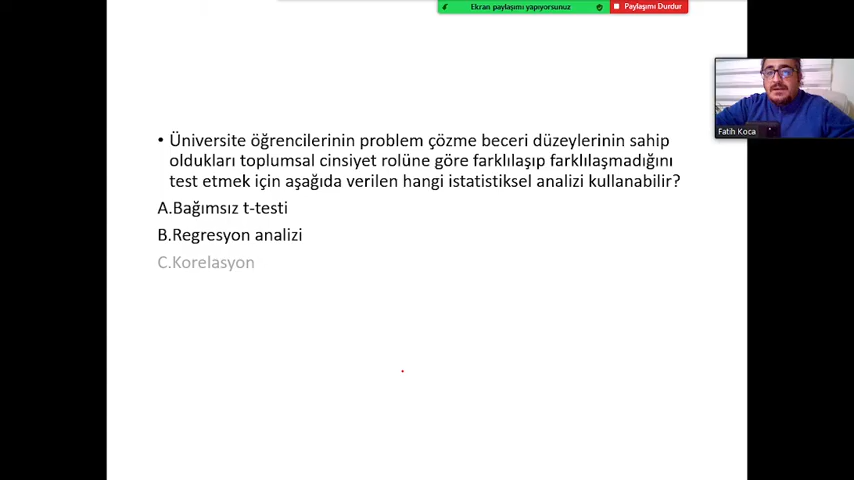 Ekran paylaşımı yapıyorsunuz
Paylaşımı Durdur
Fatih Koca
• Üniversite öğrencilerinin problem çözme beceri düzeylerinin sahip
oldukları toplumsal cinsiyet rolüne göre farklılaşıp farklılaşmadığını
test etmek için aşağıda verilen hangi istatistiksel analizi kullanabilir?
A.Bağımsız t-testi
B.Regresyon analizi
C.Korelasyon